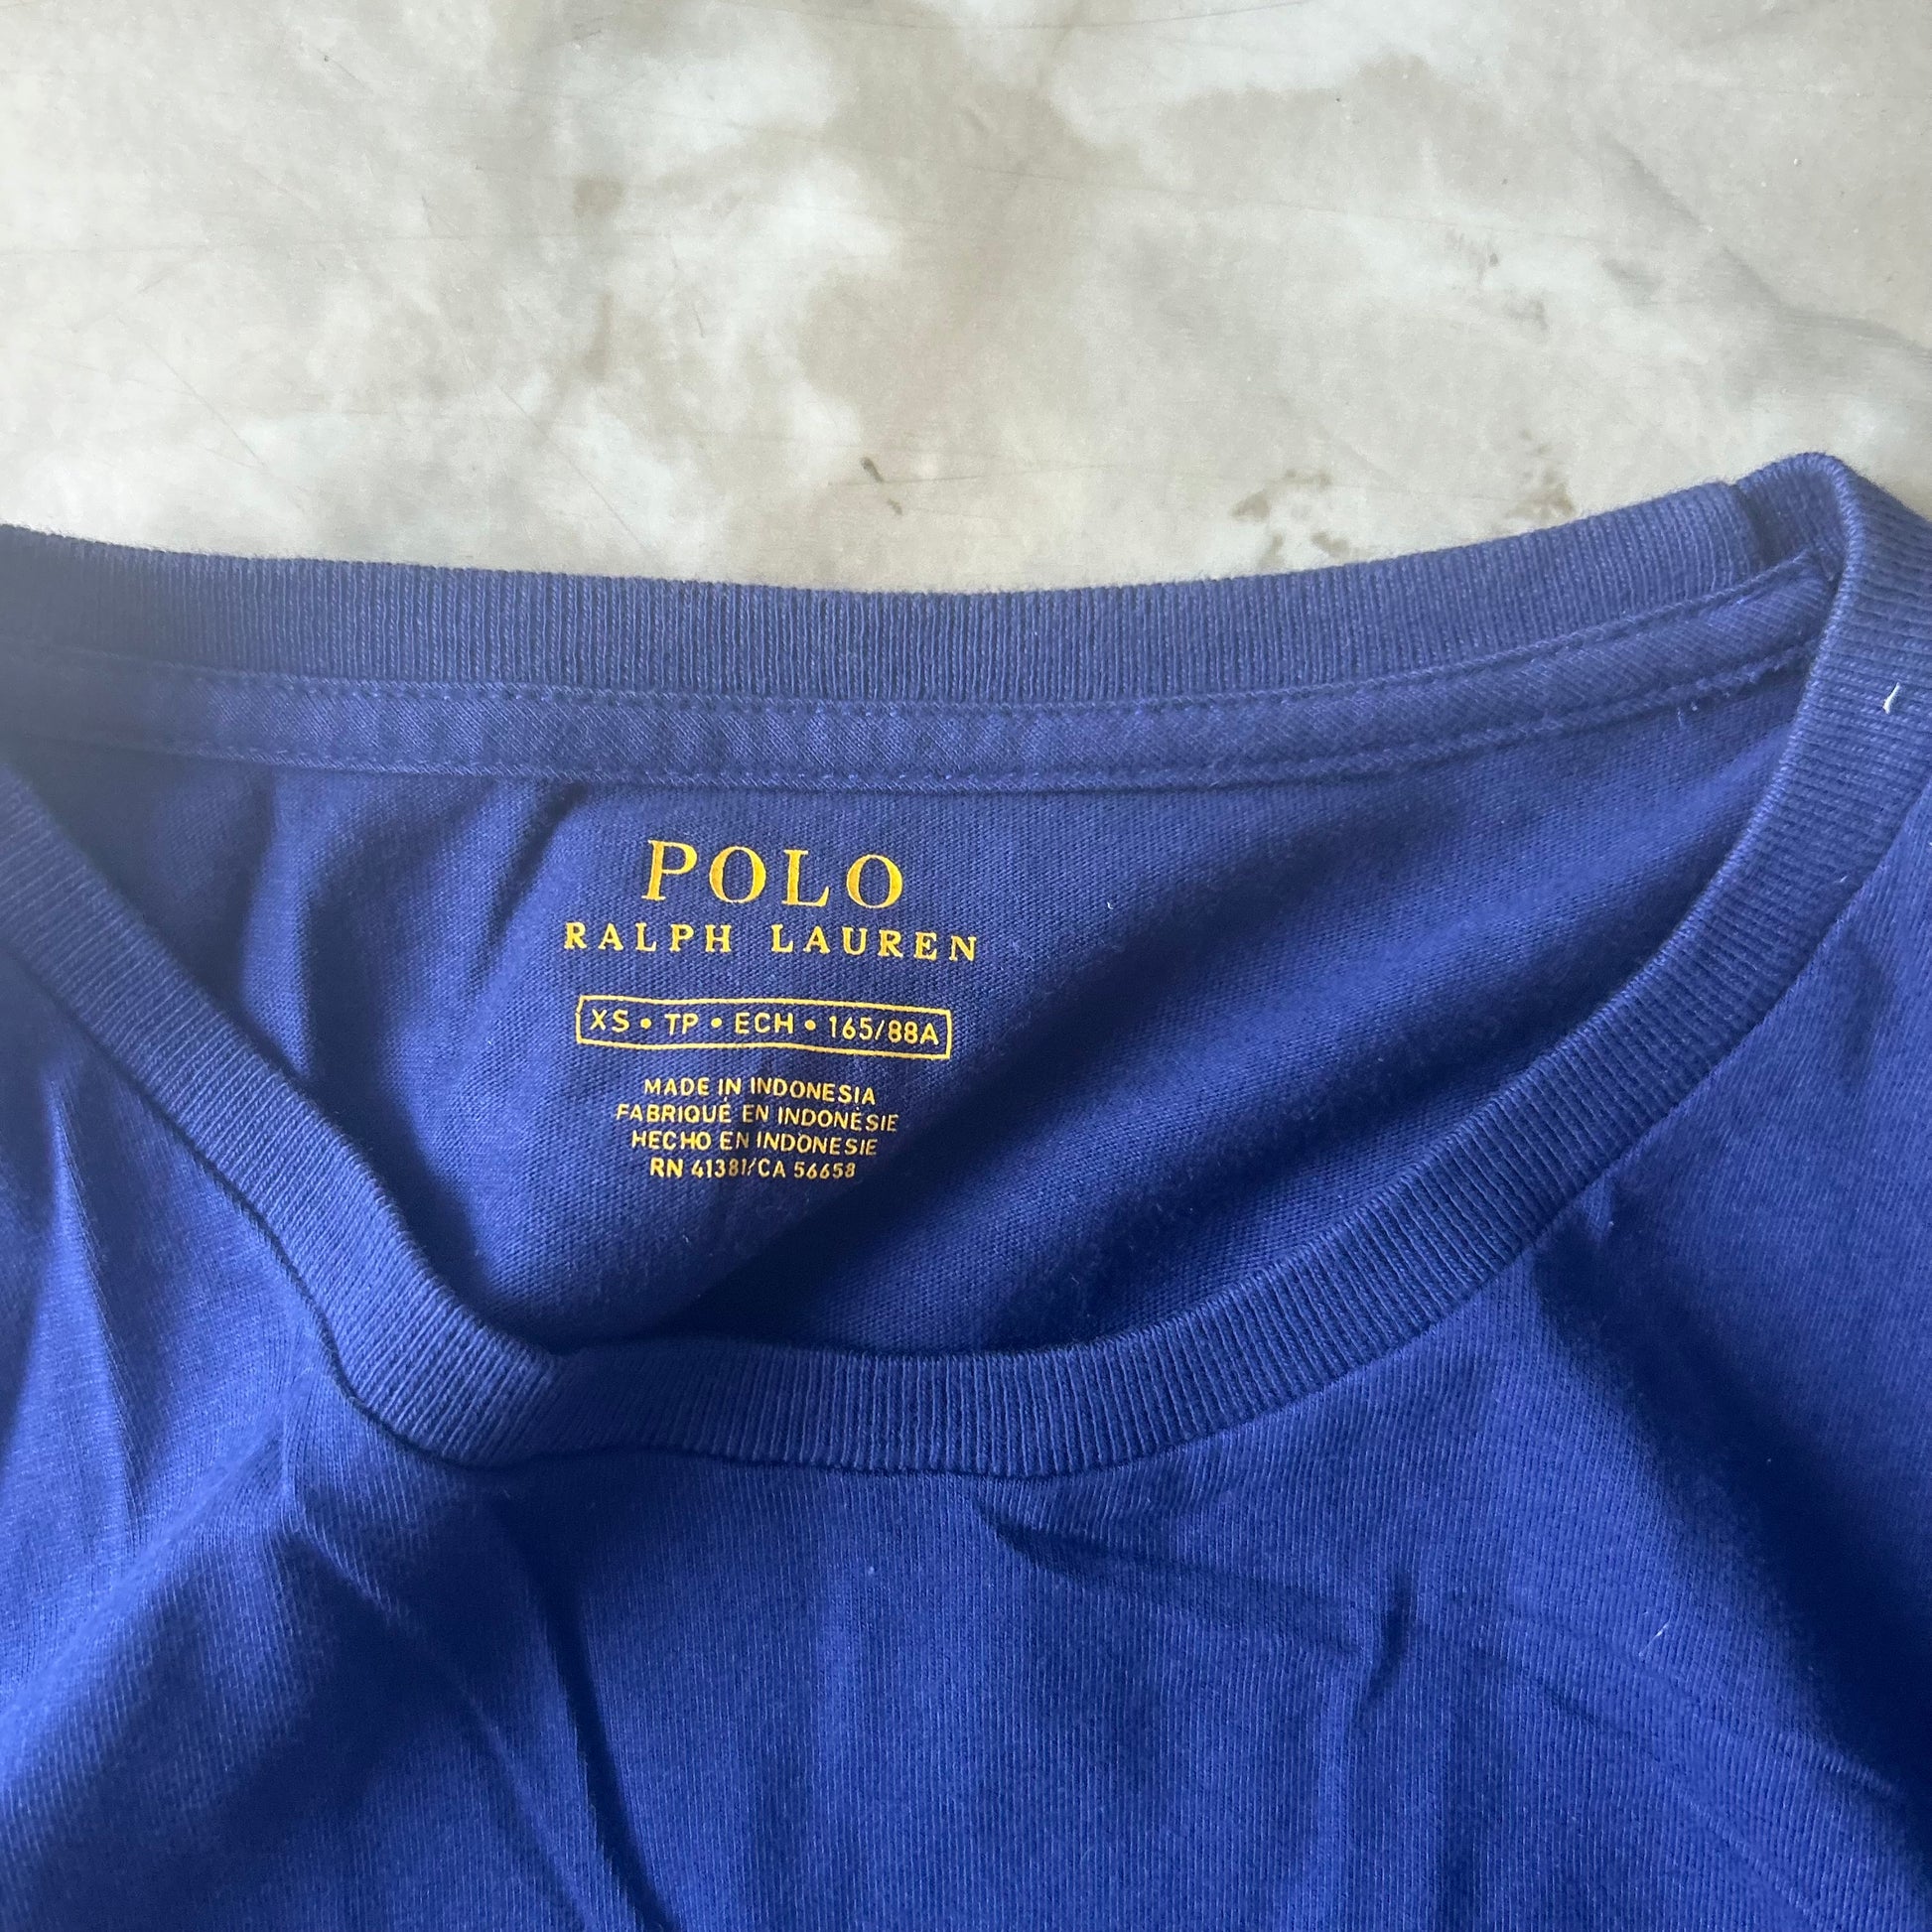 POLO
RALPH LAUREN
XS • TP • ECH • 165/88A
MADE IN INDONESIA
FABRIQUÉ EN INDONÉSIE
HECHO EN INDONESIE
RN 41381/CA 56658